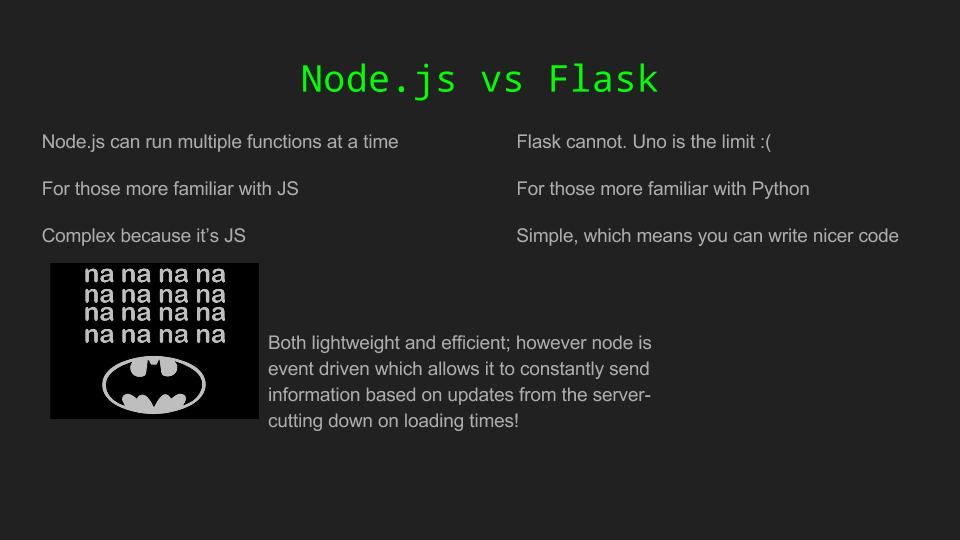 Node.js vs Flask
Node.js can run multiple functions at a time
For those more familiar with JS
Complex because it’s JS
Flask cannot. Uno is the limit :(
For those more familiar with Python
Simple, which means you can write nicer code
na na na na
na na na na
na na na na
na na na na
Both lightweight and efficient; however node is
event driven which allows it to constantly send
information based on updates from the server-
cutting down on loading times!